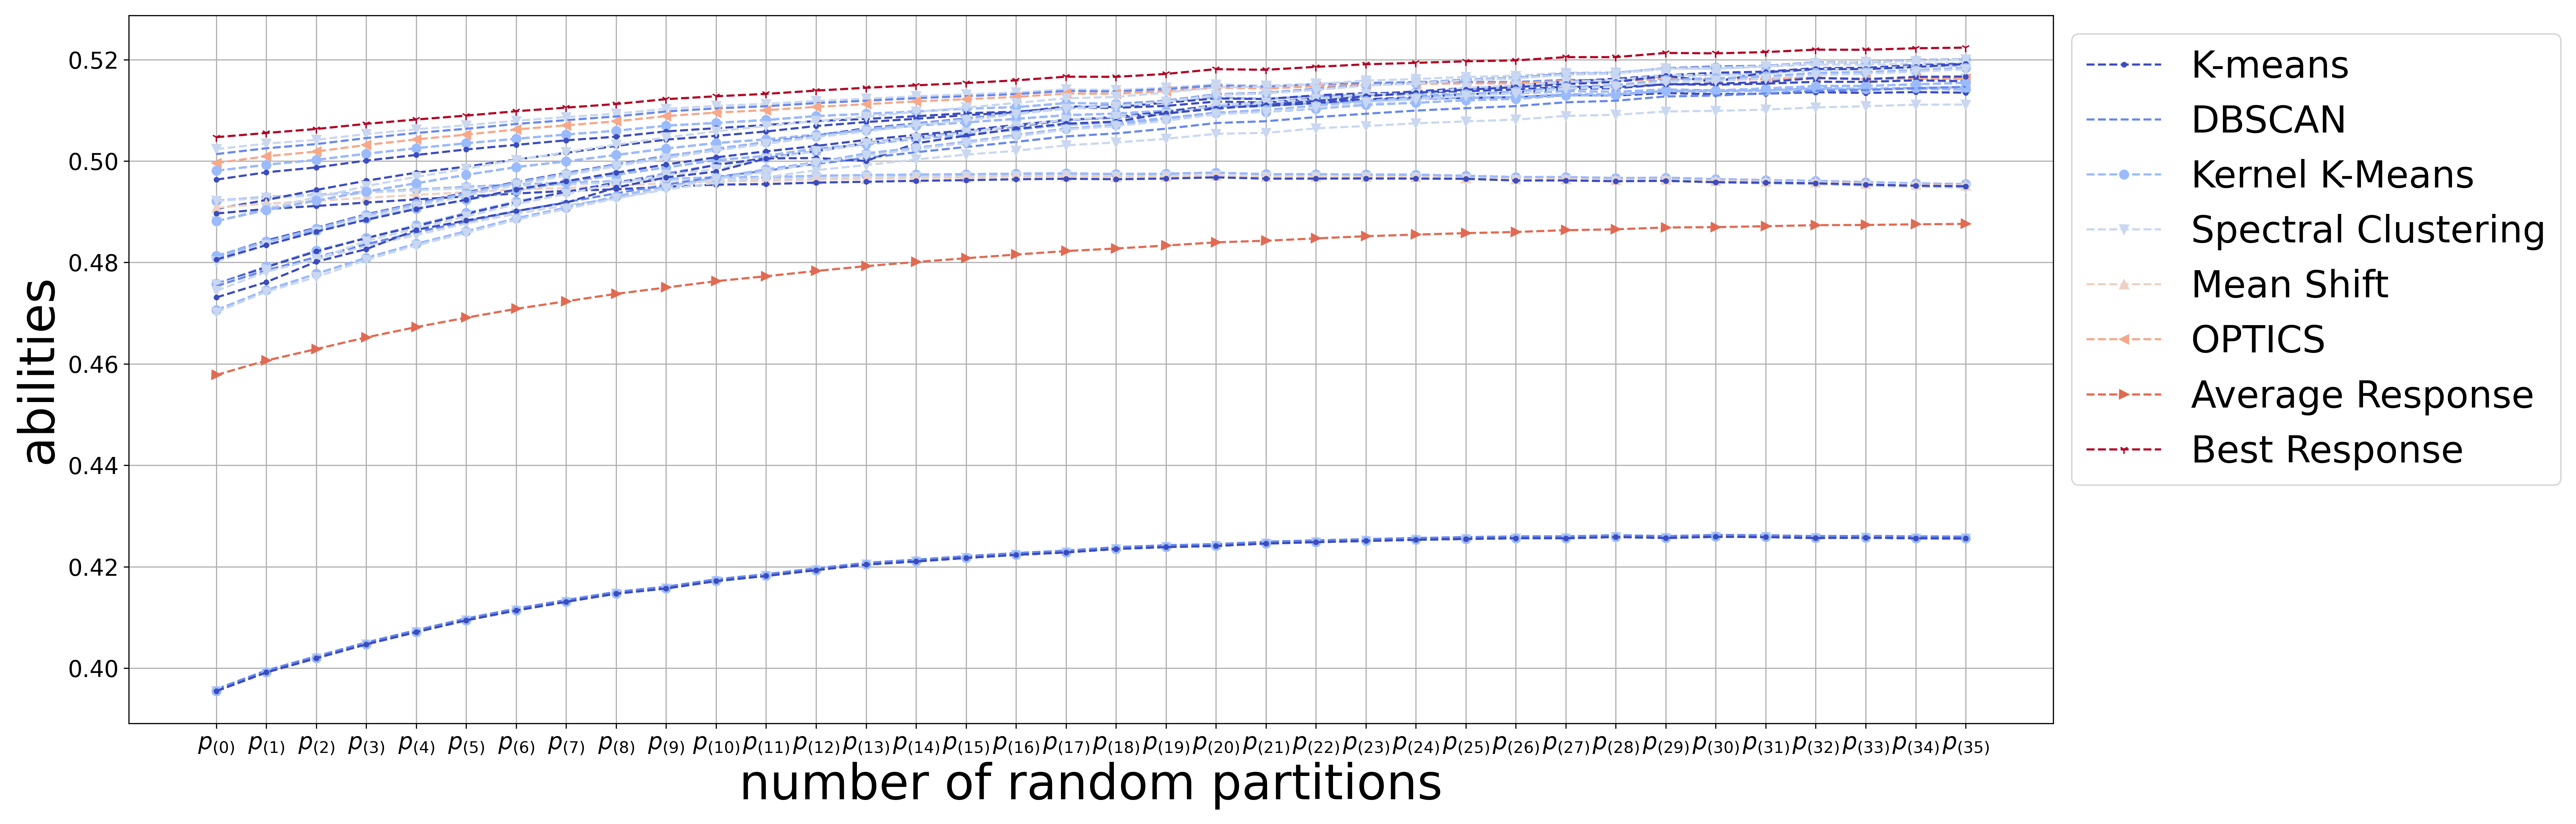 0.52
0.50
0.48
0.46
0.44
0.42
0.40
abilities
p(0) p(1) p(2) p(3) p(4) p(5) p(6) p(7) p(8) p(9) p(10) p(11) p(12) p(13) p(14) p(15) p(16) p(17) p(18) p(19) p(20) p(21) p(22) p(23) p(24) p(25) p(26) p(27) p(28) p(29) p(30) p(31) p(32) p(33) p(34) p(35)
number of random partitions
K-means
DBSCAN
Kernel K-Means
Spectral Clustering
Mean Shift
OPTICS
Average Response
Best Response